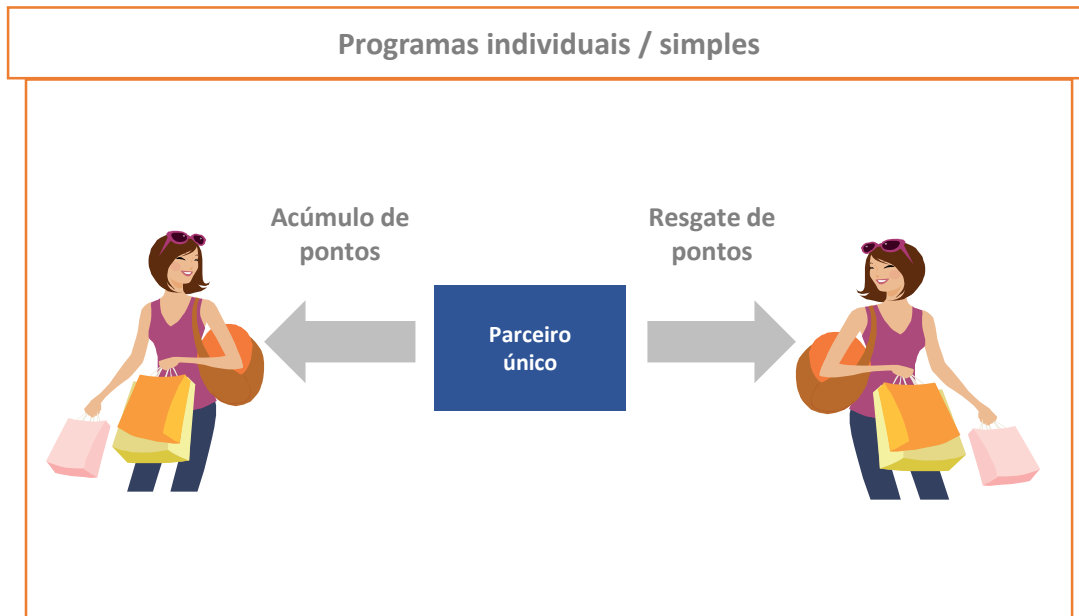 Programas individuais / simples
Acúmulo de
pontos
Resgate de
pontos
Parceiro
único